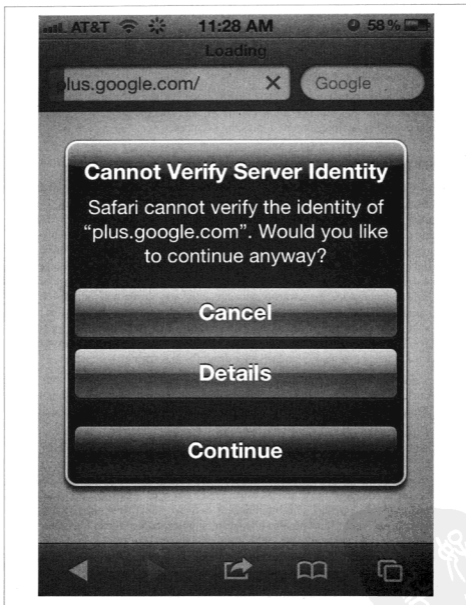 AT&T 11:28 AM 58%
Loading
plus.google.com/ Google
Cannot Verify Server Identity
Safari cannot verify the identity of
“plus.google.com”. Would you like
to continue anyway?
Cancel
Details
Continue